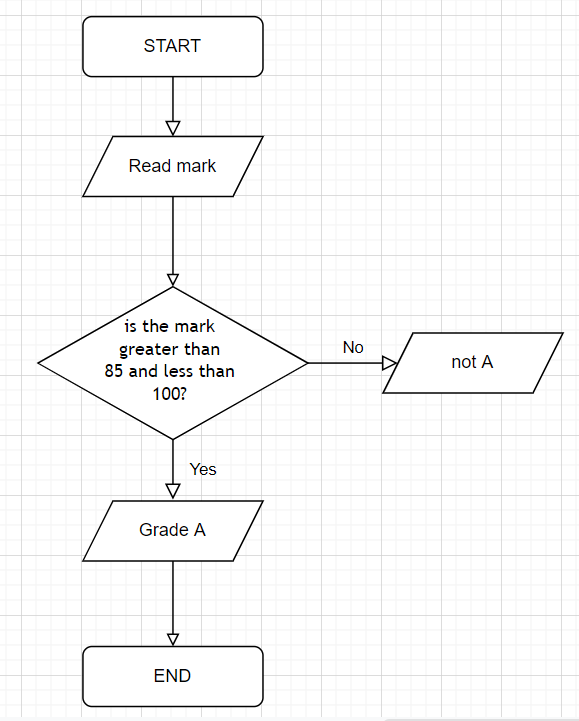 START
Read mark
is the mark
greater than
85 and less than
100?
No
not A
Yes
Grade A
END